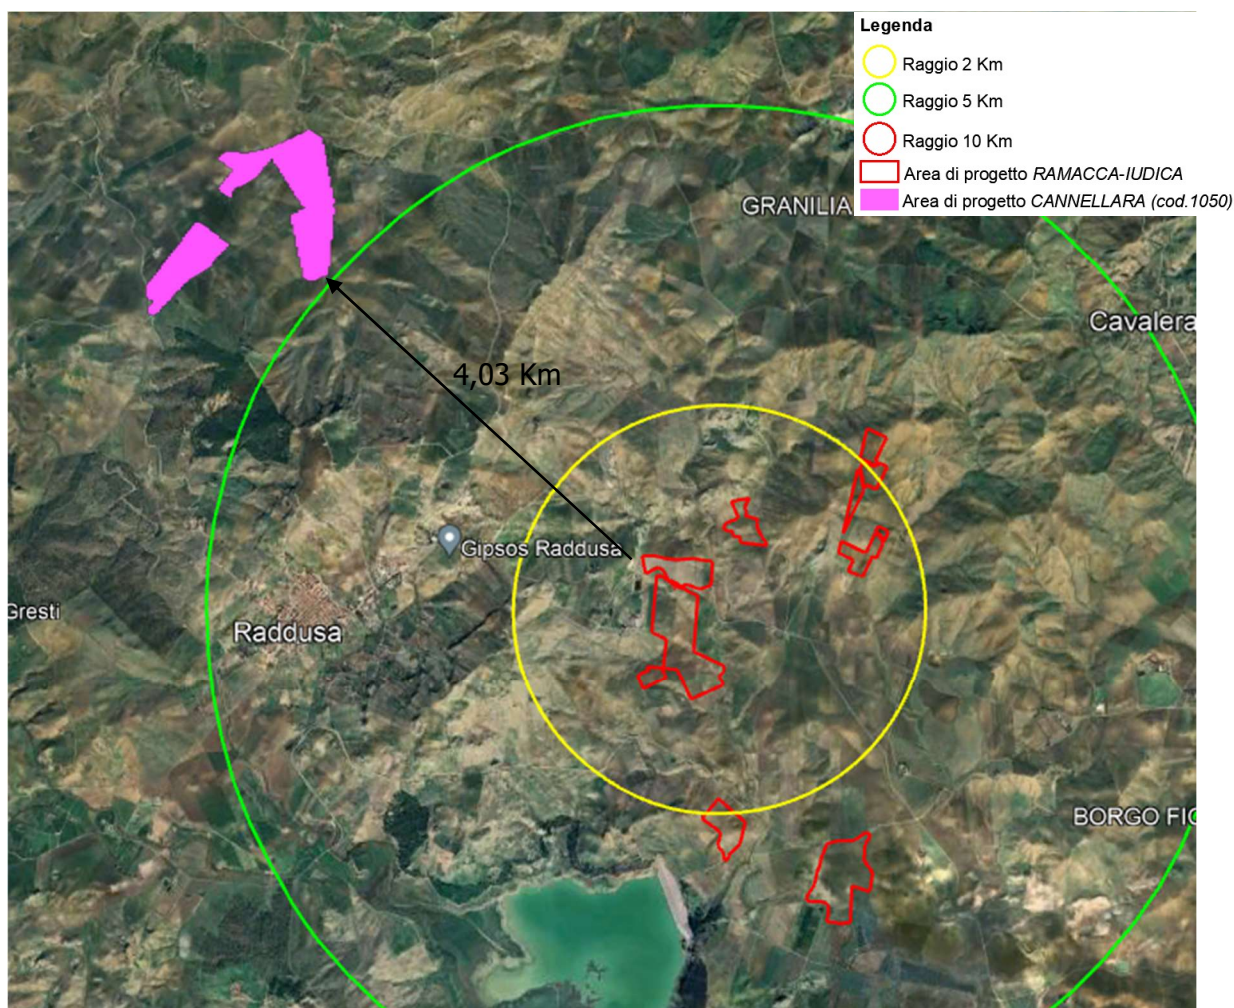 Legenda
Raggio 2 Km
Raggio 5 Km
Raggio 10 Km
Area di progetto RAMACCA-IUDICA
Area di progetto CANNELLARA (cod.1050)
GRANILIA
Cavalera
4,03 Km
Gipsos Raddusa
Gresti
Raddusa
BORGO FIO